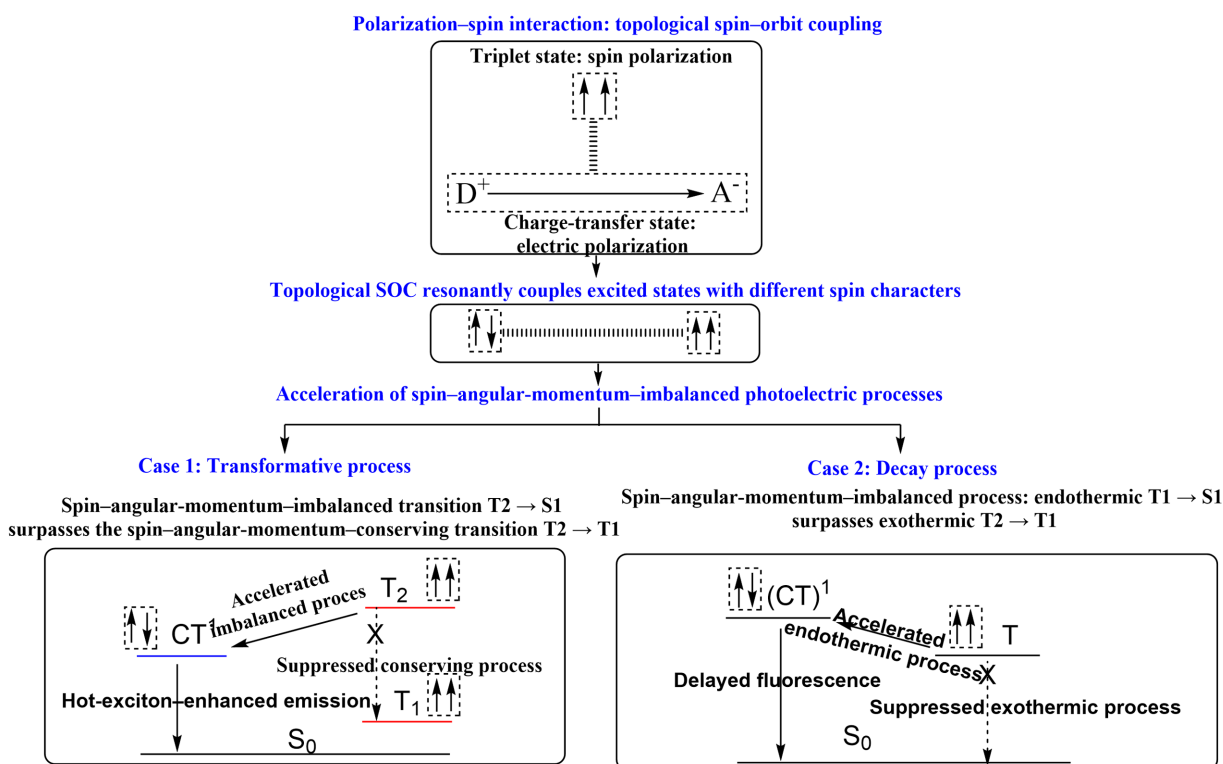 Polarization–spin interaction: topological spin–orbit coupling
Triplet state: spin polarization
D+ A-
Charge-transfer state:
electric polarization
Topological SOC resonantly couples excited states with different spin characters
Acceleration of spin–angular-momentum–imbalanced photoelectric processes
Case 1: Transformative process
Spin–angular-momentum–imbalanced transition T2 → S1
surpasses the spin–angular-momentum–conserving transition T2 → T1
Accelerated
imbalanced proces
T2
CT1
X
Suppressed conserving process
Hot-exciton–enhanced emission
T1
S0
Case 2: Decay process
Spin–angular-momentum–imbalanced process: endothermic T1 → S1
surpasses exothermic T2 → T1
(CT)1
Accelerated
endothermic process
T
X
Delayed fluorescence
Suppressed exothermic process
S0